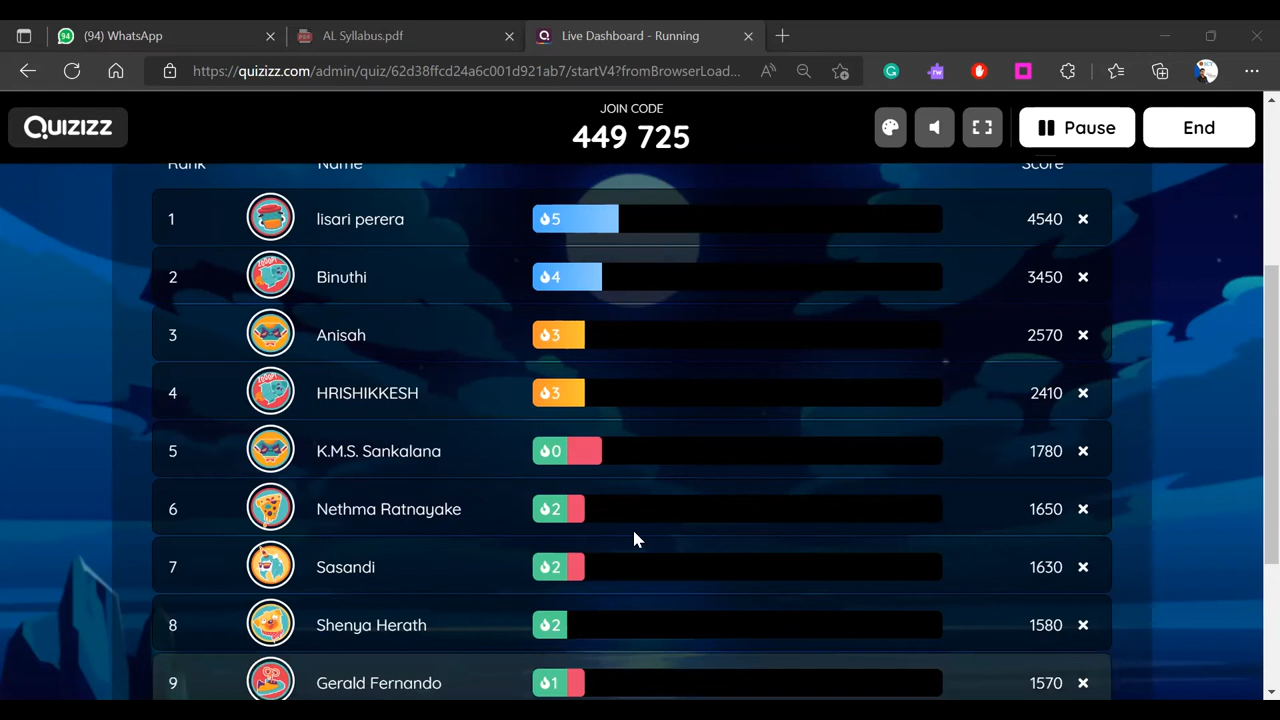 (94) WhatsApp
AL Syllabus.pdf
Live Dashboard - Running
https://quizizz.com/admin/quiz/62d38ffcd24a6c001d921ab7/startV4?fromBrowserLoad...
Quizizz
JOIN CODE
449 725
Pause
End
Rank Name Score
1 lisari perera 5 4540
2 Binuthi 4 3450
3 Anisah 3 2570
4 HRISHIKKESH 3 2410
5 K.M.S. Sankalana 0 1780
6 Nethma Ratnayake 2 1650
7 Sasandi 2 1630
8 Shenya Herath 2 1580
9 Gerald Fernando 1 1570